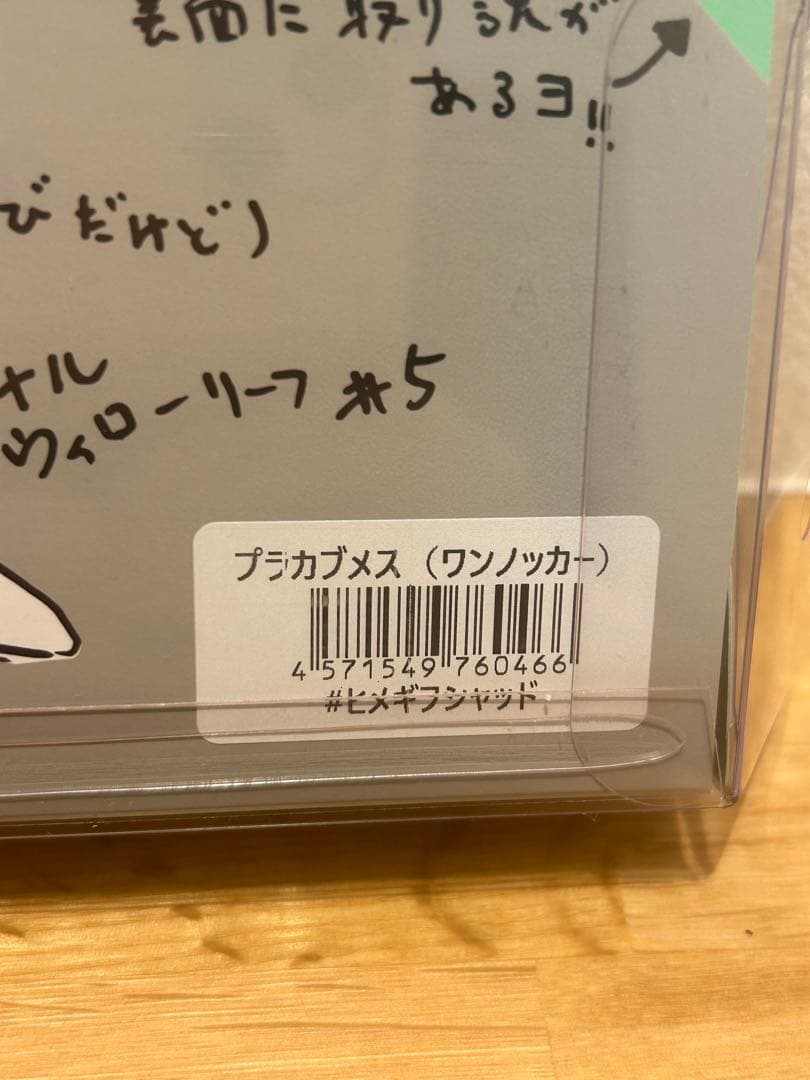 表面に取り説が
あるヨ!!
びだけど)
ナル
ウィローリーフ #5
プラカブメス (ワンノッカー)
4 571549 760466
#ヒメギフシャッド